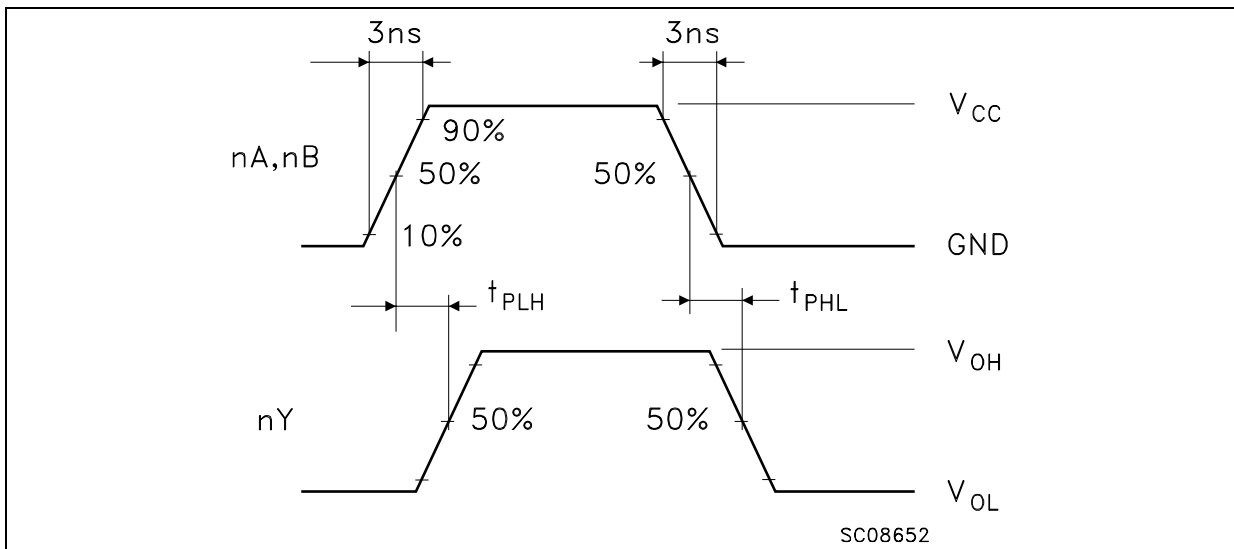 3ns 3ns
V_CC
90%
nA,nB 50% 50%
10% GND
t_PLH t_PHL
V_OH
nY 50% 50%
V_OL
SC08652